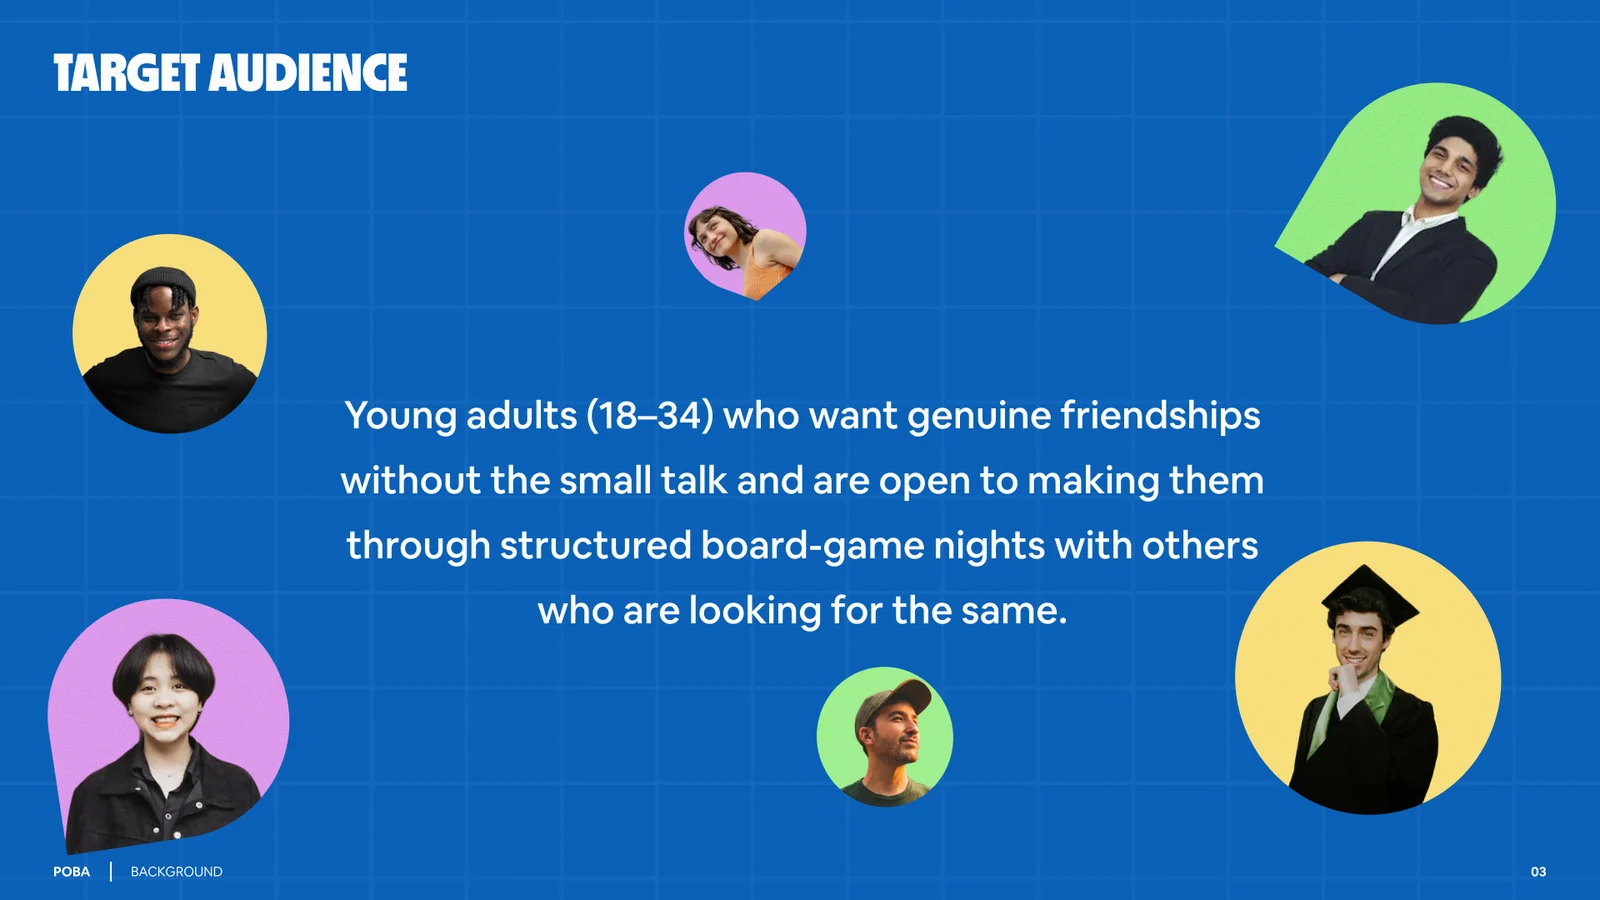 TARGET AUDIENCE
Young adults (18–34) who want genuine friendships
without the small talk and are open to making them
through structured board-game nights with others
who are looking for the same.
POBA | BACKGROUND
03